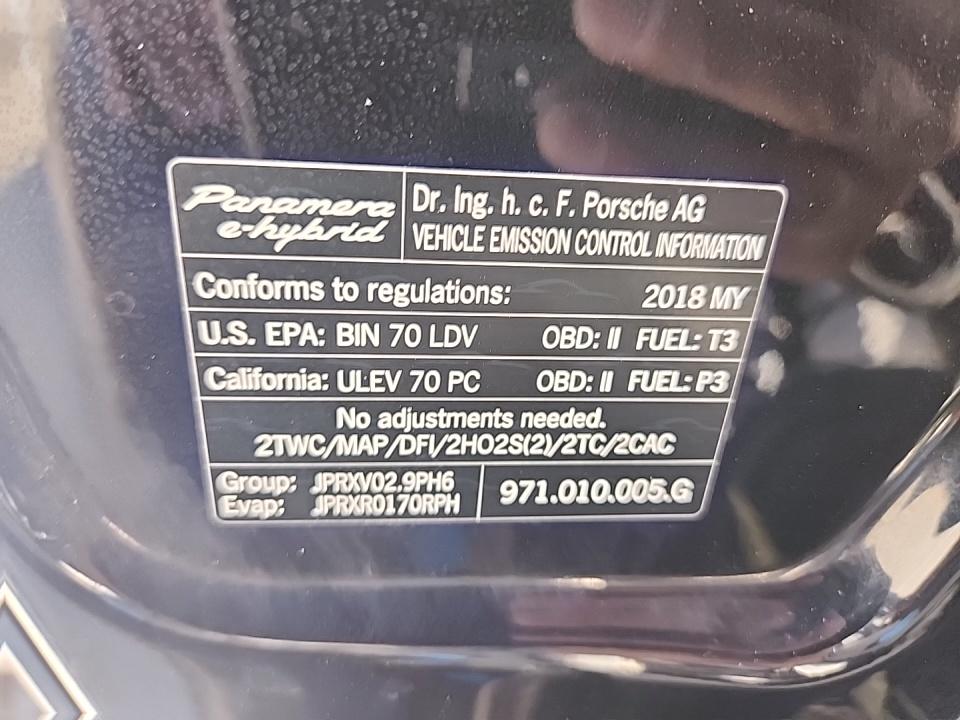 Panamera
e-hybrid
Dr. Ing. h. c. F. Porsche AG
VEHICLE EMISSION CONTROL INFORMATION
Conforms to regulations: 2018 MY
U.S. EPA: BIN 70 LDV OBD: II FUEL: T3
California: ULEV 70 PC OBD: II FUEL: P3
No adjustments needed.
2TWC/MAP/DFI/2HO2S(2)/2TC/2CAC
Group: JPRXV02.9PH6
Evap: JPRXR0170RPH
971.010.005.G